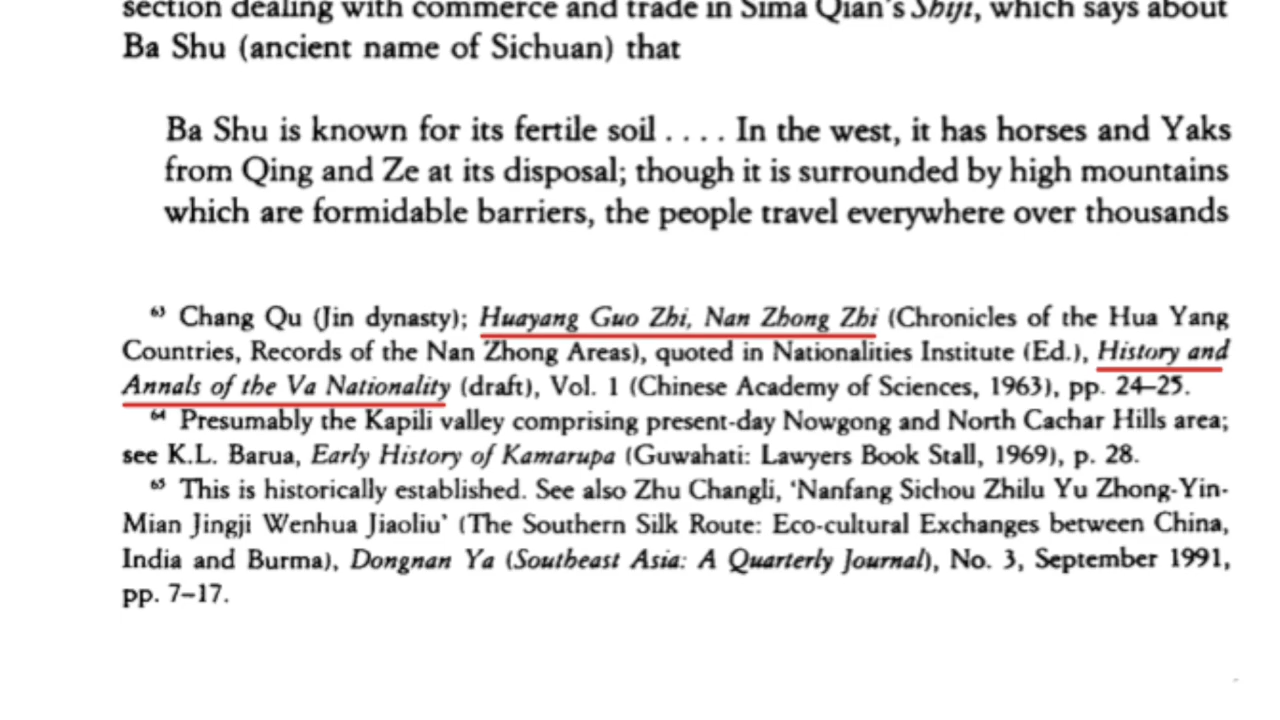 section dealing with commerce and trade in Sima Qian's Shiji, which says about
Ba Shu (ancient name of Sichuan) that
Ba Shu is known for its fertile soil . . . . In the west, it has horses and Yaks
from Qing and Ze at its disposal; though it is surrounded by high mountains
which are formidable barriers, the people travel everywhere over thousands
63 Chang Qu (Jin dynasty); Huayang Guo Zhi, Nan Zhong Zhi (Chronicles of the Hua Yang
Countries, Records of the Nan Zhong Areas), quoted in Nationalities Institute (Ed.), History and
Annals of the Va Nationality (draft), Vol. 1 (Chinese Academy of Sciences, 1963), pp. 24–25.
64 Presumably the Kapili valley comprising present-day Nowgong and North Cachar Hills area;
see K.L. Barua, Early History of Kamarupa (Guwahati: Lawyers Book Stall, 1969), p. 28.
65 This is historically established. See also Zhu Changli, 'Nanfang Sichou Zhilu Yu Zhong-Yin-
Mian Jingji Wenhua Jiaoliu' (The Southern Silk Route: Eco-cultural Exchanges between China,
India and Burma), Dongnan Ya (Southeast Asia: A Quarterly Journal), No. 3, September 1991,
pp. 7–17.